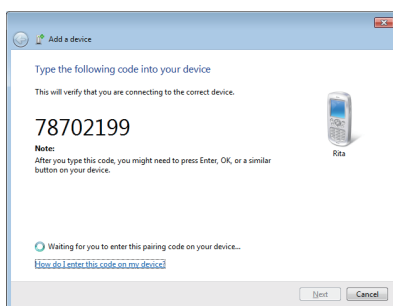 Add a device
Type the following code into your device
This will verify that you are connecting to the correct device.
78702199
Note:
After you type this code, you might need to press Enter, OK, or a similar
button on your device.
Rita
Waiting for you to enter this pairing code on your device...
How do I enter this code on my device?
Next Cancel